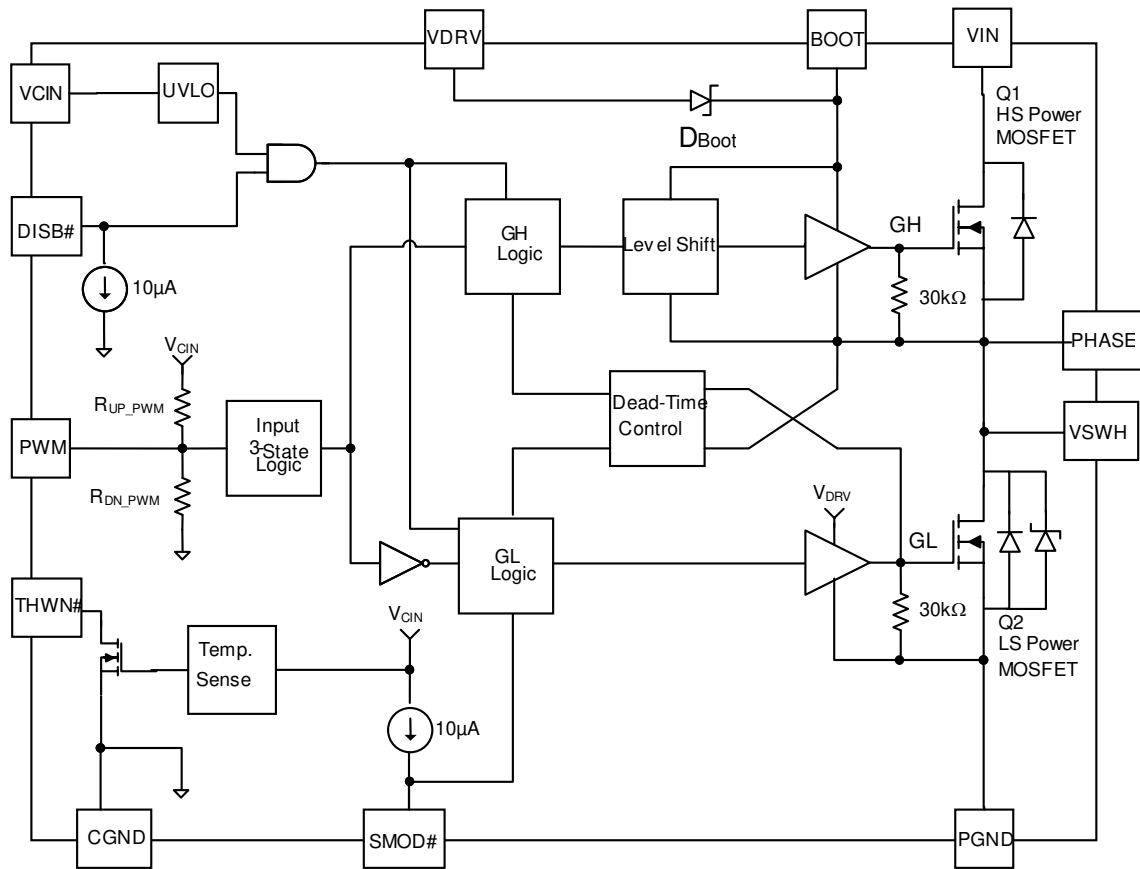 VDRV
BOOT
VIN
VCIN
UVLO
Q1
HS Power
MOSFET
DBoot
DISB#
GH
Logic
Level Shift
GH
10µA
30kΩ
VCIN
PHASE
RUP_PWM
Input
3-State
Logic
Dead-Time
Control
PWM
VSWH
RDN_PWM
VDRV
GL
GL
Logic
THWN#
VCIN
30kΩ
Q2
LS Power
MOSFET
Temp.
Sense
10µA
CGND
SMOD#
PGND